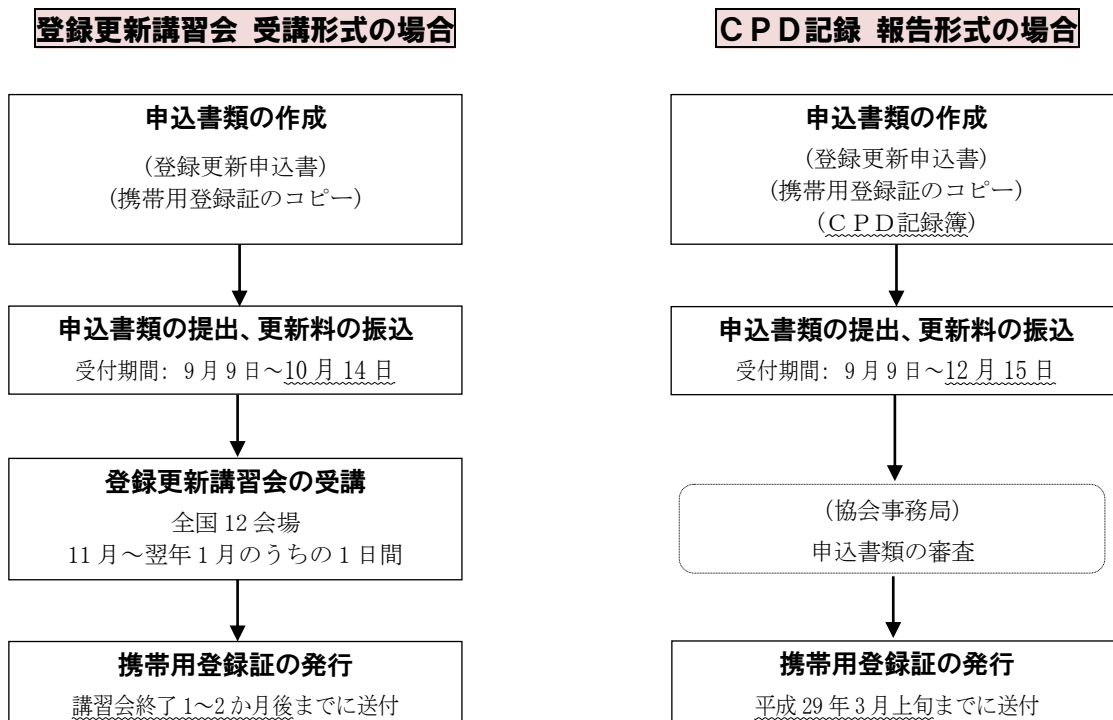 登録更新講習会 受講形式の場合
申込書類の作成
(登録更新申込書)
(携帯用登録証のコピー)
申込書類の提出、更新料の振込
受付期間: 9月9日~10月14日
登録更新講習会の受講
全国12会場
11月~翌年1月のうちの1日間
携帯用登録証の発行
講習会終了1~2か月後までに送付
CPD記録 報告形式の場合
申込書類の作成
(登録更新申込書)
(携帯用登録証のコピー)
(CPD記録簿)
申込書類の提出、更新料の振込
受付期間: 9月9日~12月15日
(協会事務局)
申込書類の審査
携帯用登録証の発行
平成29年3月上旬までに送付